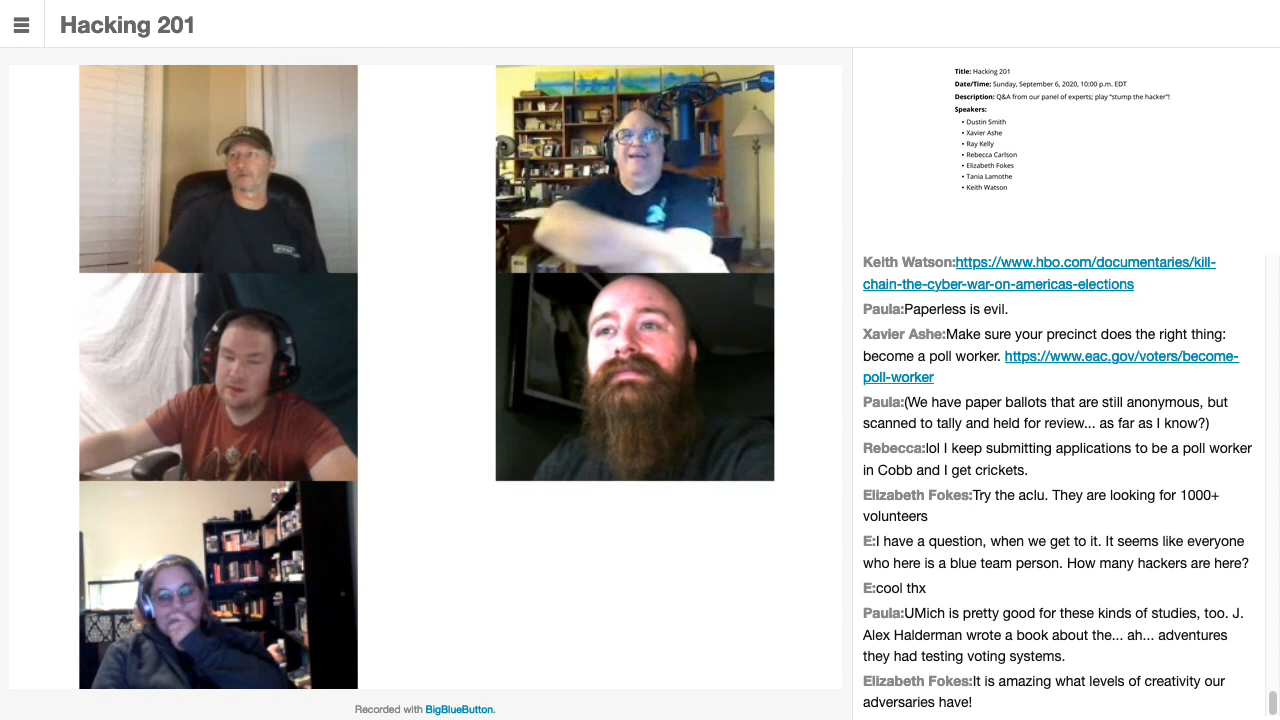 Hacking 201
Title: Hacking 201
Date/Time: Sunday, September 6, 2020, 10:00 p.m. EDT
Description: Q&A from our panel of experts; play “stump the hacker”!
Speakers:
• Dustin Smith
• Xavier Ashe
• Ray Kelly
• Rebecca Carlson
• Elizabeth Fokes
• Tania Lamothe
• Keith Watson
Keith Watson:https://www.hbo.com/documentaries/kill-
chain-the-cyber-war-on-americas-elections
Paula:Paperless is evil.
Xavier Ashe:Make sure your precinct does the right thing:
become a poll worker. https://www.eac.gov/voters/become-
poll-worker
Paula:(We have paper ballots that are still anonymous, but
scanned to tally and held for review... as far as I know?)
Rebecca:lol I keep submitting applications to be a poll worker
in Cobb and I get crickets.
Elizabeth Fokes:Try the aclu. They are looking for 1000+
volunteers
E:I have a question, when we get to it. It seems like everyone
who here is a blue team person. How many hackers are here?
E:cool thx
Paula:UMich is pretty good for these kinds of studies, too. J.
Alex Halderman wrote a book about the... ah... adventures
they had testing voting systems.
Elizabeth Fokes:It is amazing what levels of creativity our
adversaries have!
Recorded with BigBlueButton.